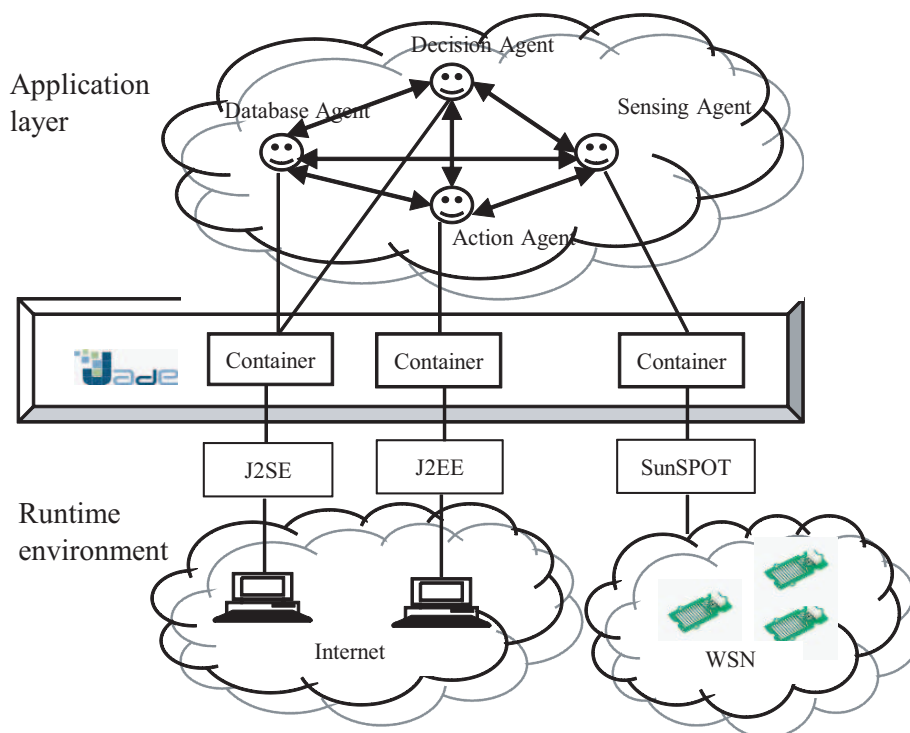 Decision Agent
Application
layer
Database Agent
Sensing Agent
Action Agent
Jade
Container
Container
Container
J2SE
J2EE
SunSPOT
Runtime
environment
Internet
WSN